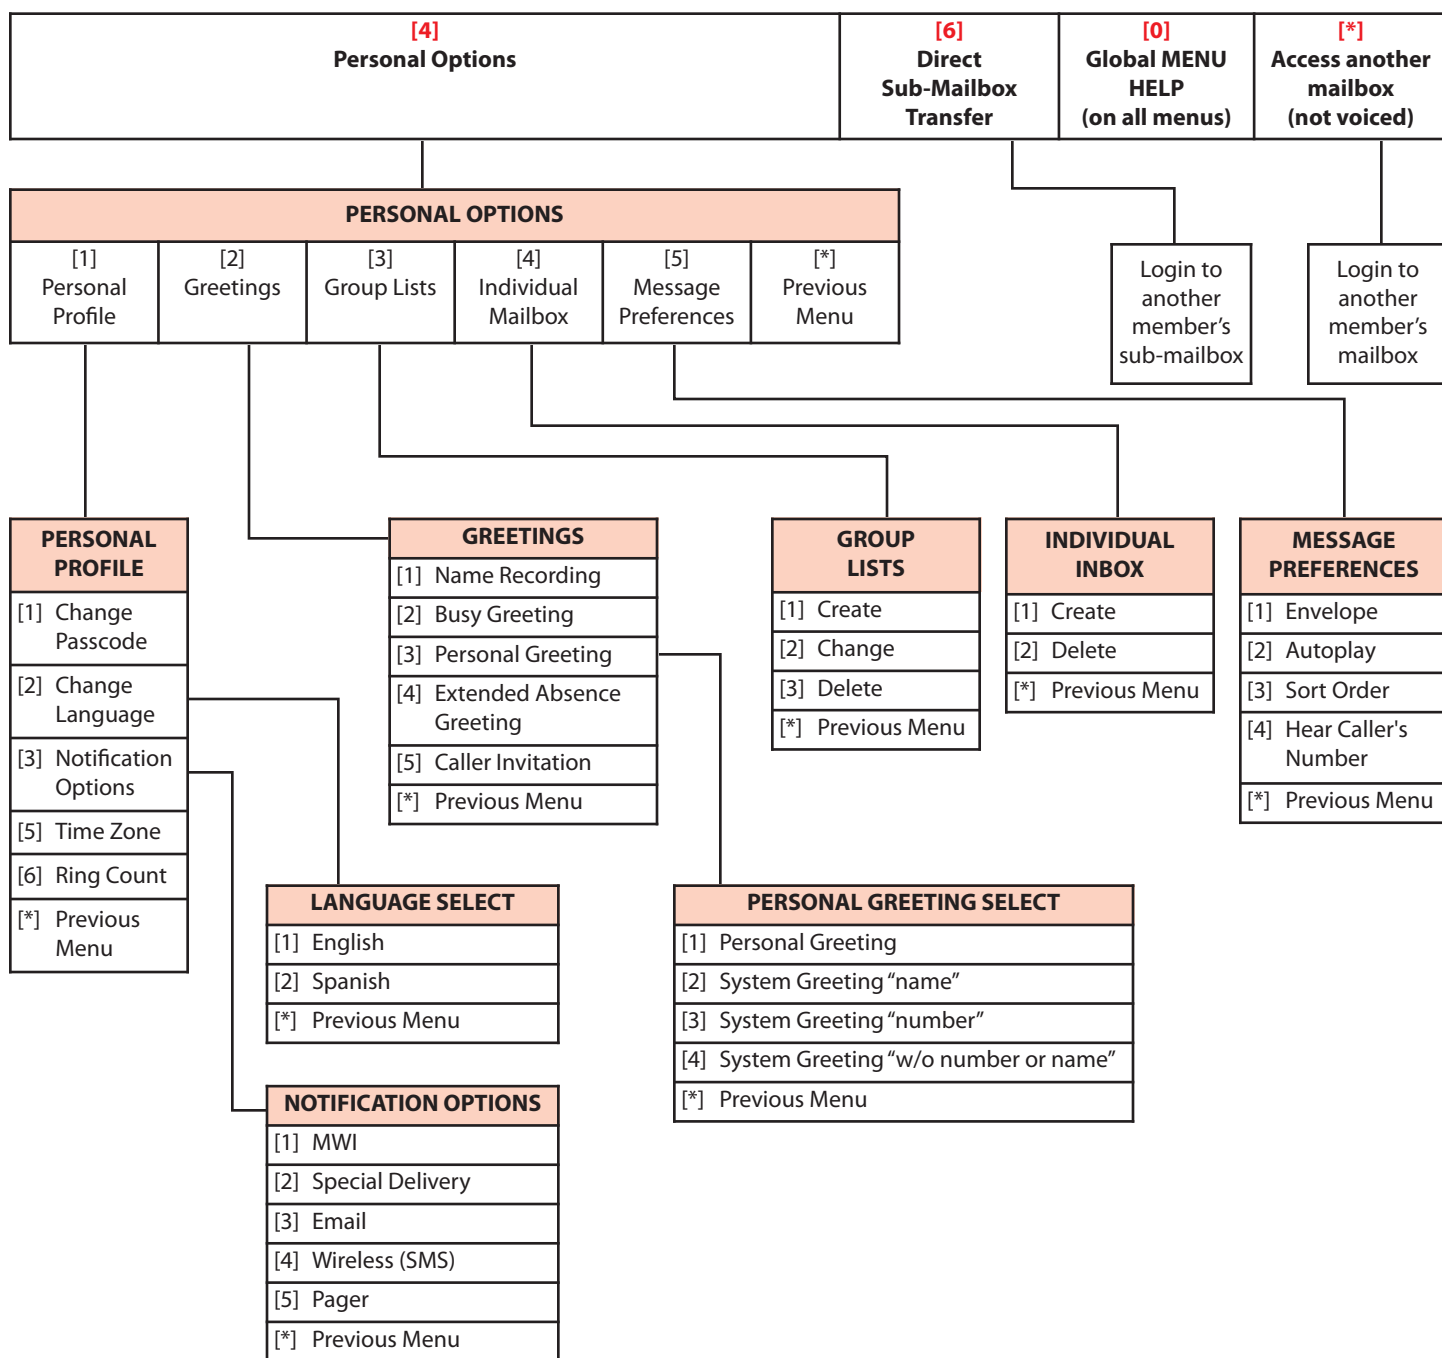 [4]
Personal Options
[6]
Direct
Sub-Mailbox
Transfer
[0]
Global MENU
HELP
(on all menus)
[*]
Access another
mailbox
(not voiced)
PERSONAL OPTIONS
[1]
Personal
Profile
[2]
Greetings
[3]
Group Lists
[4]
Individual
Mailbox
[5]
Message
Preferences
[*]
Previous
Menu
Login to
another
member’s
sub-mailbox
Login to
another
member’s
mailbox
PERSONAL
PROFILE
[1] Change
Passcode
[2] Change
Language
[3] Notification
Options
[5] Time Zone
[6] Ring Count
[*] Previous
Menu
GREETINGS
[1] Name Recording
[2] Busy Greeting
[3] Personal Greeting
[4] Extended Absence
Greeting
[5] Caller Invitation
[*] Previous Menu
GROUP
LISTS
[1] Create
[2] Change
[3] Delete
[*] Previous Menu
INDIVIDUAL
INBOX
[1] Create
[2] Delete
[*] Previous Menu
MESSAGE
PREFERENCES
[1] Envelope
[2] Autoplay
[3] Sort Order
[4] Hear Caller's
Number
[*] Previous Menu
LANGUAGE SELECT
[1] English
[2] Spanish
[*] Previous Menu
PERSONAL GREETING SELECT
[1] Personal Greeting
[2] System Greeting “name”
[3] System Greeting “number”
[4] System Greeting “w/o number or name”
[*] Previous Menu
NOTIFICATION OPTIONS
[1] MWI
[2] Special Delivery
[3] Email
[4] Wireless (SMS)
[5] Pager
[*] Previous Menu